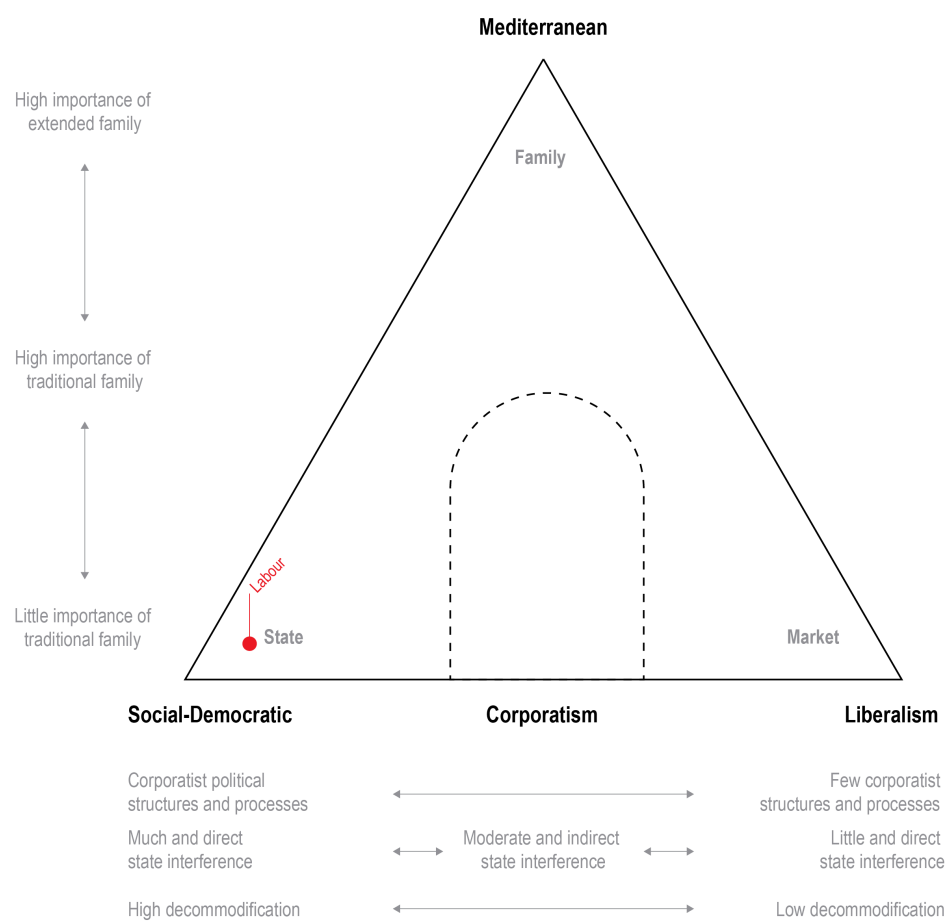 Mediterranean
High importance of
extended family
Family
High importance of
traditional family
Labour
Little importance of
traditional family
State
Market
Social-Democratic
Corporatism
Liberalism
Corporatist political
structures and processes
Few corporatist
structures and processes
Much and direct
state interference
Moderate and indirect
state interference
Little and direct
state interference
High decommodification
Low decommodification